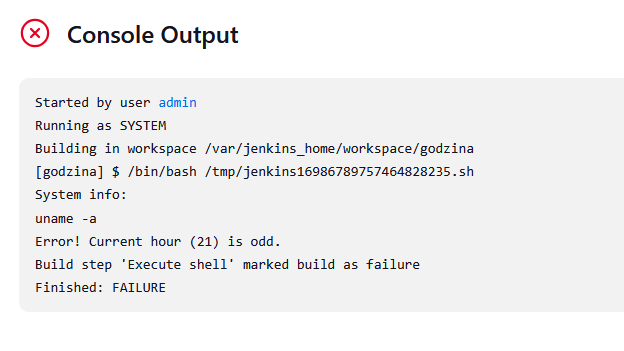 Console Output
Started by user admin
Running as SYSTEM
Building in workspace /var/jenkins_home/workspace/godzina
[godzina] $ /bin/bash /tmp/jenkins16986789757464828235.sh
System info:
uname -a
Error! Current hour (21) is odd.
Build step 'Execute shell' marked build as failure
Finished: FAILURE